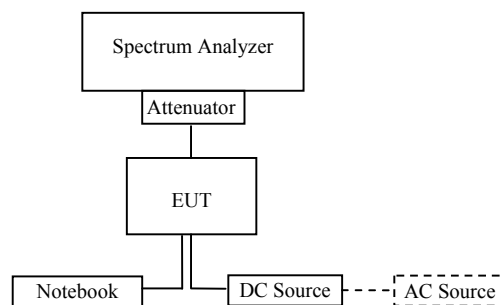 Spectrum Analyzer
Attenuator
EUT
Notebook
DC Source
AC Source